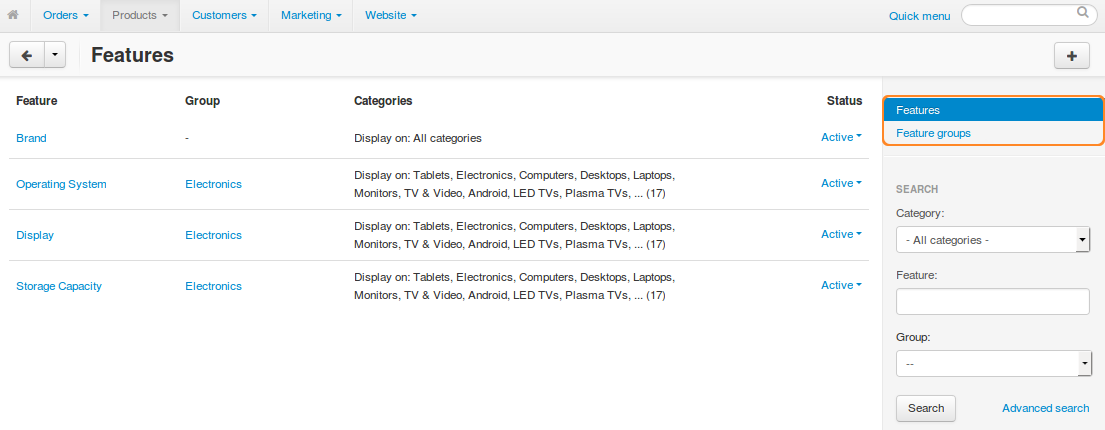 Orders Products Customers Marketing Website Quick menu
Features
Feature Group Categories Status
Brand - Display on: All categories Active
Operating System Electronics Display on: Tablets, Electronics, Computers, Desktops, Laptops, Monitors, TV & Video, Android, LED TVs, Plasma TVs, ... (17) Active
Display Electronics Display on: Tablets, Electronics, Computers, Desktops, Laptops, Monitors, TV & Video, Android, LED TVs, Plasma TVs, ... (17) Active
Storage Capacity Electronics Display on: Tablets, Electronics, Computers, Desktops, Laptops, Monitors, TV & Video, Android, LED TVs, Plasma TVs, ... (17) Active
Features
Feature groups
SEARCH
Category:
- All categories -
Feature:
Group:
--
Search Advanced search